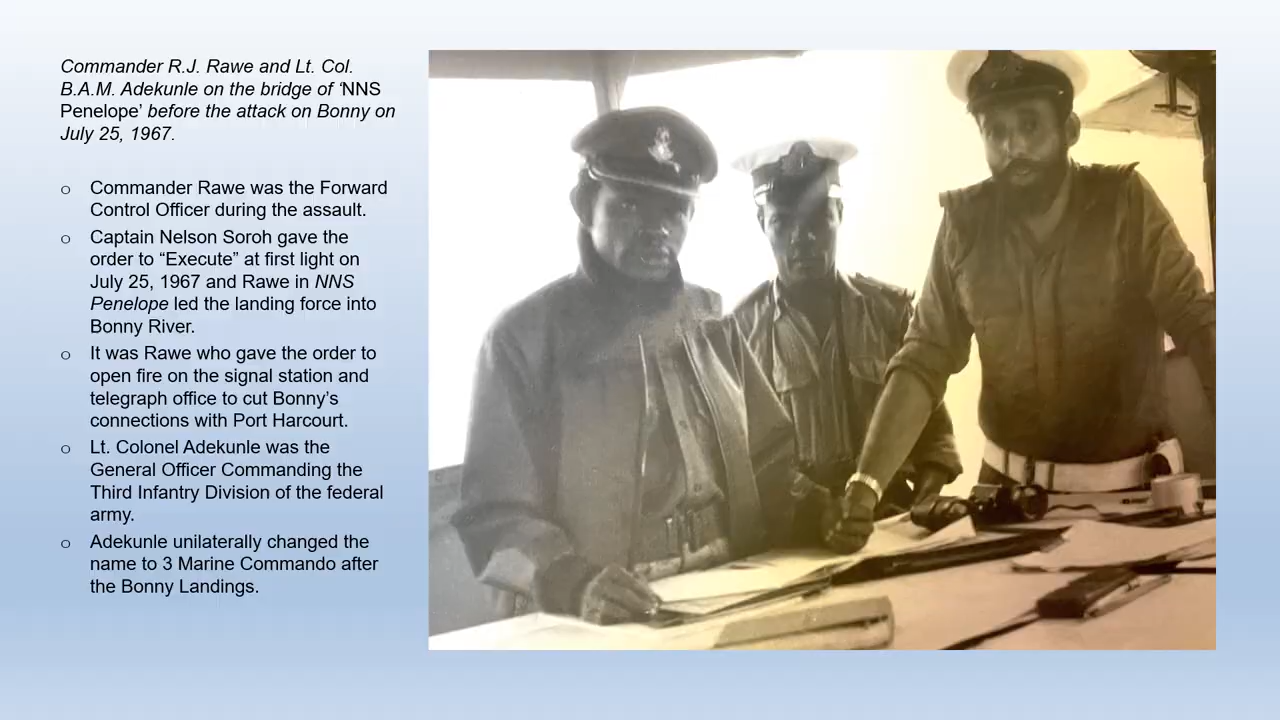 Commander R.J. Rawe and Lt. Col.
B.A.M. Adekunle on the bridge of ‘NNS
Penelope’ before the attack on Bonny on
July 25, 1967.
o Commander Rawe was the Forward
Control Officer during the assault.
o Captain Nelson Soroh gave the
order to “Execute” at first light on
July 25, 1967 and Rawe in NNS
Penelope led the landing force into
Bonny River.
o It was Rawe who gave the order to
open fire on the signal station and
telegraph office to cut Bonny’s
connections with Port Harcourt.
o Lt. Colonel Adekunle was the
General Officer Commanding the
Third Infantry Division of the federal
army.
o Adekunle unilaterally changed the
name to 3 Marine Commando after
the Bonny Landings.